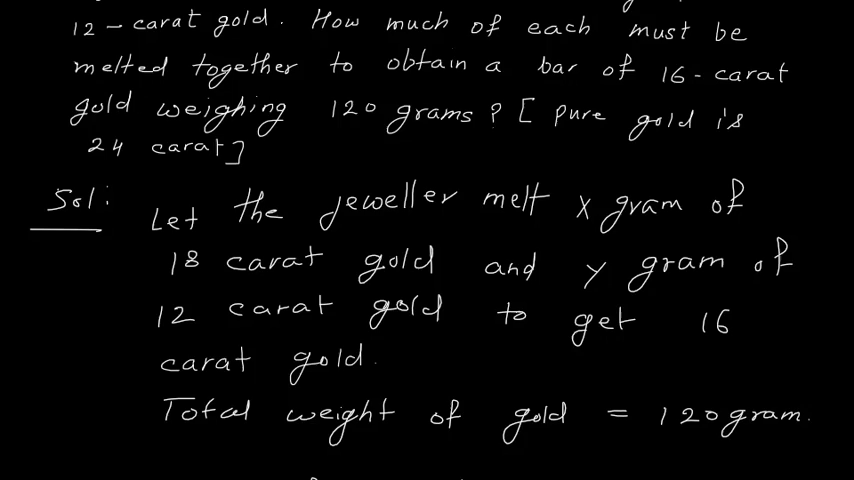 12 - carat gold. How much of each must be
melted together to obtain a bar of 16 - carat
gold weighing 120 grams ? [ pure gold is
24 carat ]
Sol:
Let the jeweller melt x gram of
18 carat gold and y gram of
12 carat gold to get 16
carat gold.
Total weight of gold = 120 gram.